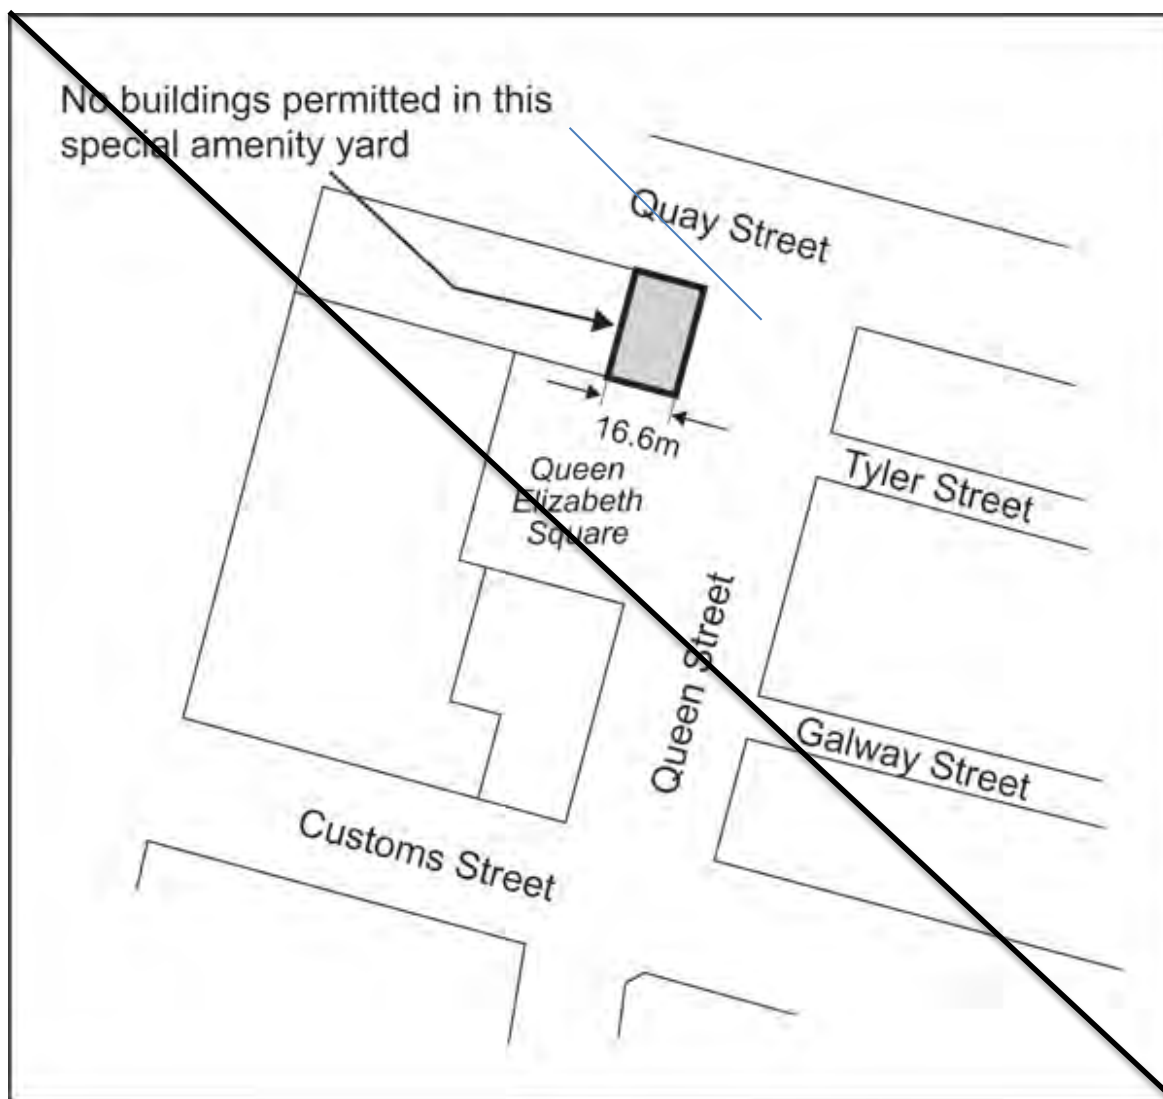 No buildings permitted in this
special amenity yard
Quay Street
16.6m
Tyler Street
Queen
Elizabeth
Square
Queen Street
Galway Street
Customs Street